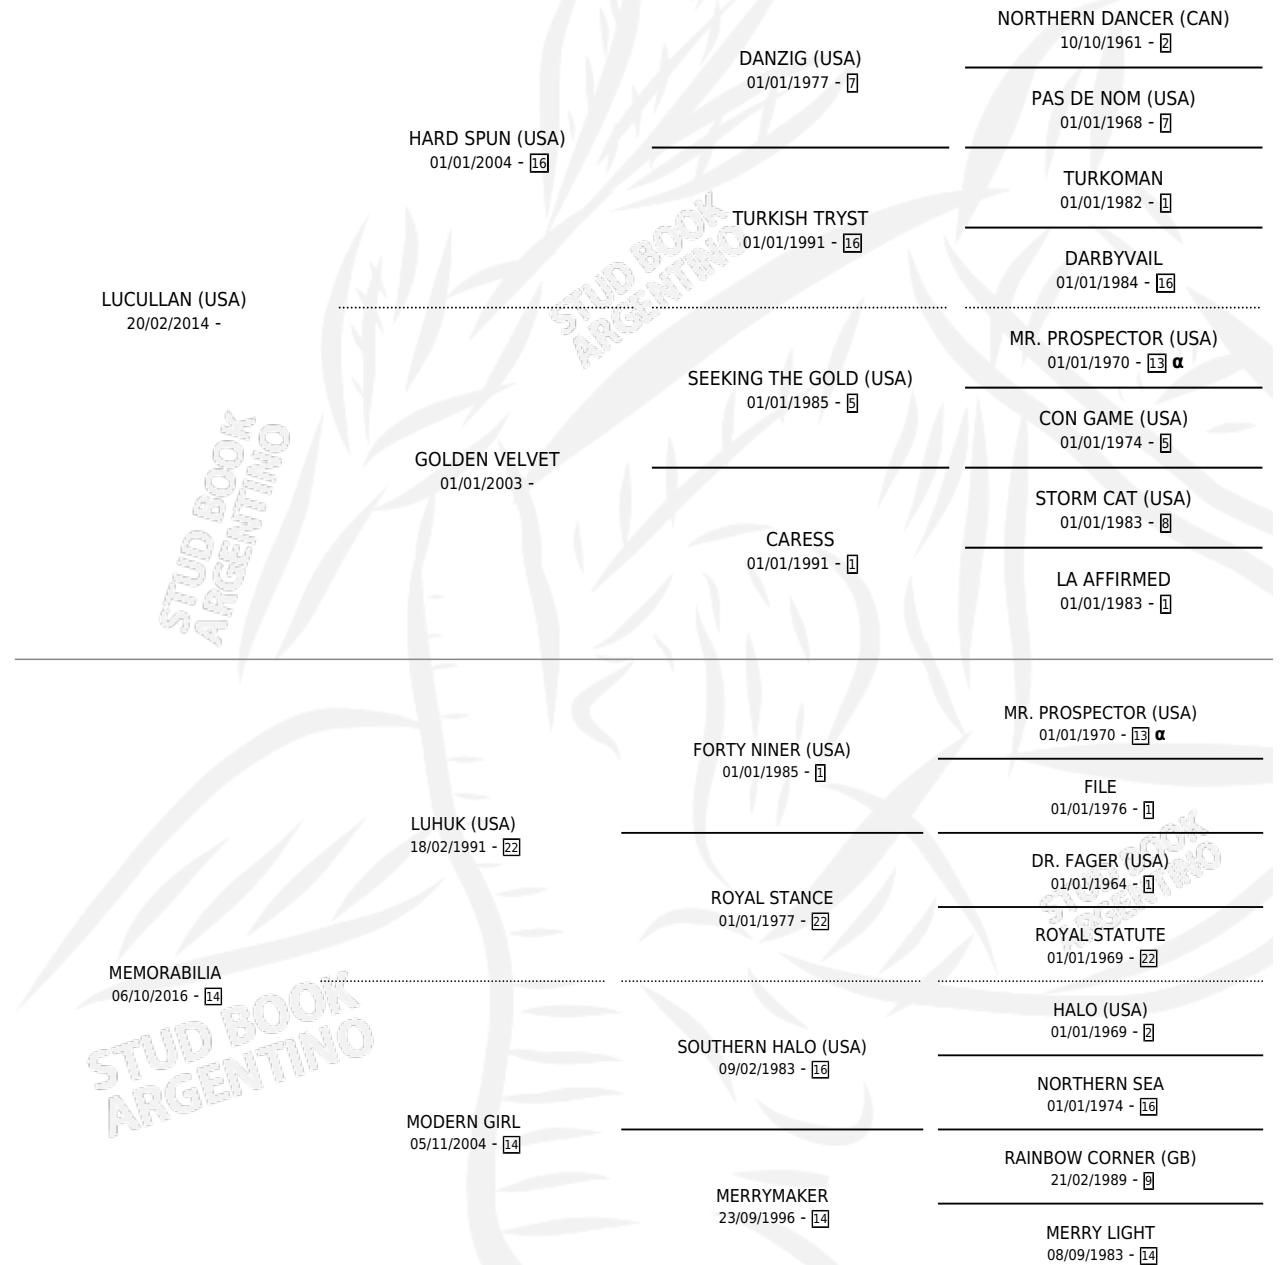 NORTHERN DANCER (CAN)
10/10/1961 - 2
DANZIG (USA)
01/01/1977 - 7
PAS DE NOM (USA)
01/01/1968 - 7
HARD SPUN (USA)
01/01/2004 - 16
TURKOMAN
01/01/1982 - 1
TURKISH TRYST
01/01/1991 - 16
DARBYVAIL
01/01/1984 - 16
LUCULLAN (USA)
20/02/2014 -
MR. PROSPECTOR (USA)
01/01/1970 - 13 α
SEEKING THE GOLD (USA)
01/01/1985 - 5
CON GAME (USA)
01/01/1974 - 5
GOLDEN VELVET
01/01/2003 -
STORM CAT (USA)
01/01/1983 - 8
CARESS
01/01/1991 - 1
LA AFFIRMED
01/01/1983 - 1
MR. PROSPECTOR (USA)
01/01/1970 - 13 α
FORTY NINER (USA)
01/01/1985 - 1
FILE
01/01/1976 - 1
LUHUK (USA)
18/02/1991 - 22
DR. FAGER (USA)
01/01/1964 - 1
ROYAL STANCE
01/01/1977 - 22
ROYAL STATUTE
01/01/1969 - 22
MEMORABILIA
06/10/2016 - 14
HALO (USA)
01/01/1969 - 2
SOUTHERN HALO (USA)
09/02/1983 - 16
NORTHERN SEA
01/01/1974 - 16
MODERN GIRL
05/11/2004 - 14
RAINBOW CORNER (GB)
21/02/1989 - 9
MERRYMAKER
23/09/1996 - 14
MERRY LIGHT
08/09/1983 - 14
STUD BOOK
ARGENTINO
STUD BOOK
ARGENTINO
STUD BOOK
ARGENTINO
STUD BOOK
ARGENTINO